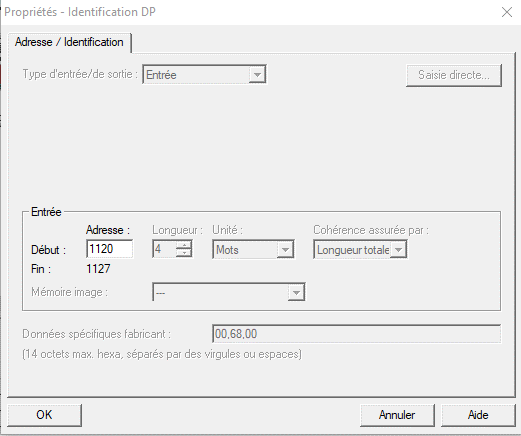 Propriétés - Identification DP
Adresse / Identification
Type d'entrée/de sortie : Entrée Saisie directe...
Entrée
Adresse : Longueur : Unité : Cohérence assurée par :
Début : 1120 4 Mots Longueur totale
Fin : 1127
Mémoire image : ---
Données spécifiques fabricant : 00,68,00
(14 octets max. hexa, séparés par des virgules ou espaces)
OK Annuler Aide